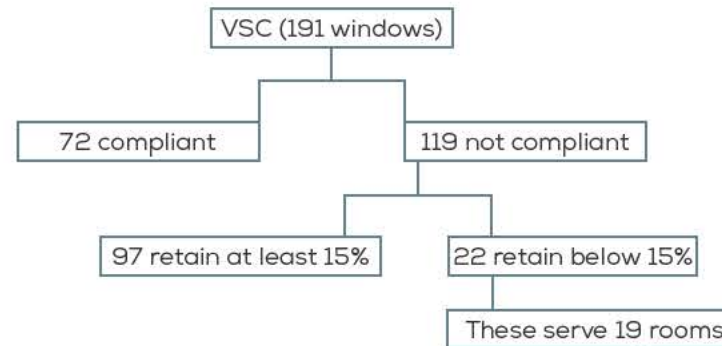 VSC (191 windows)
72 compliant
119 not compliant
97 retain at least 15%
22 retain below 15%
These serve 19 rooms